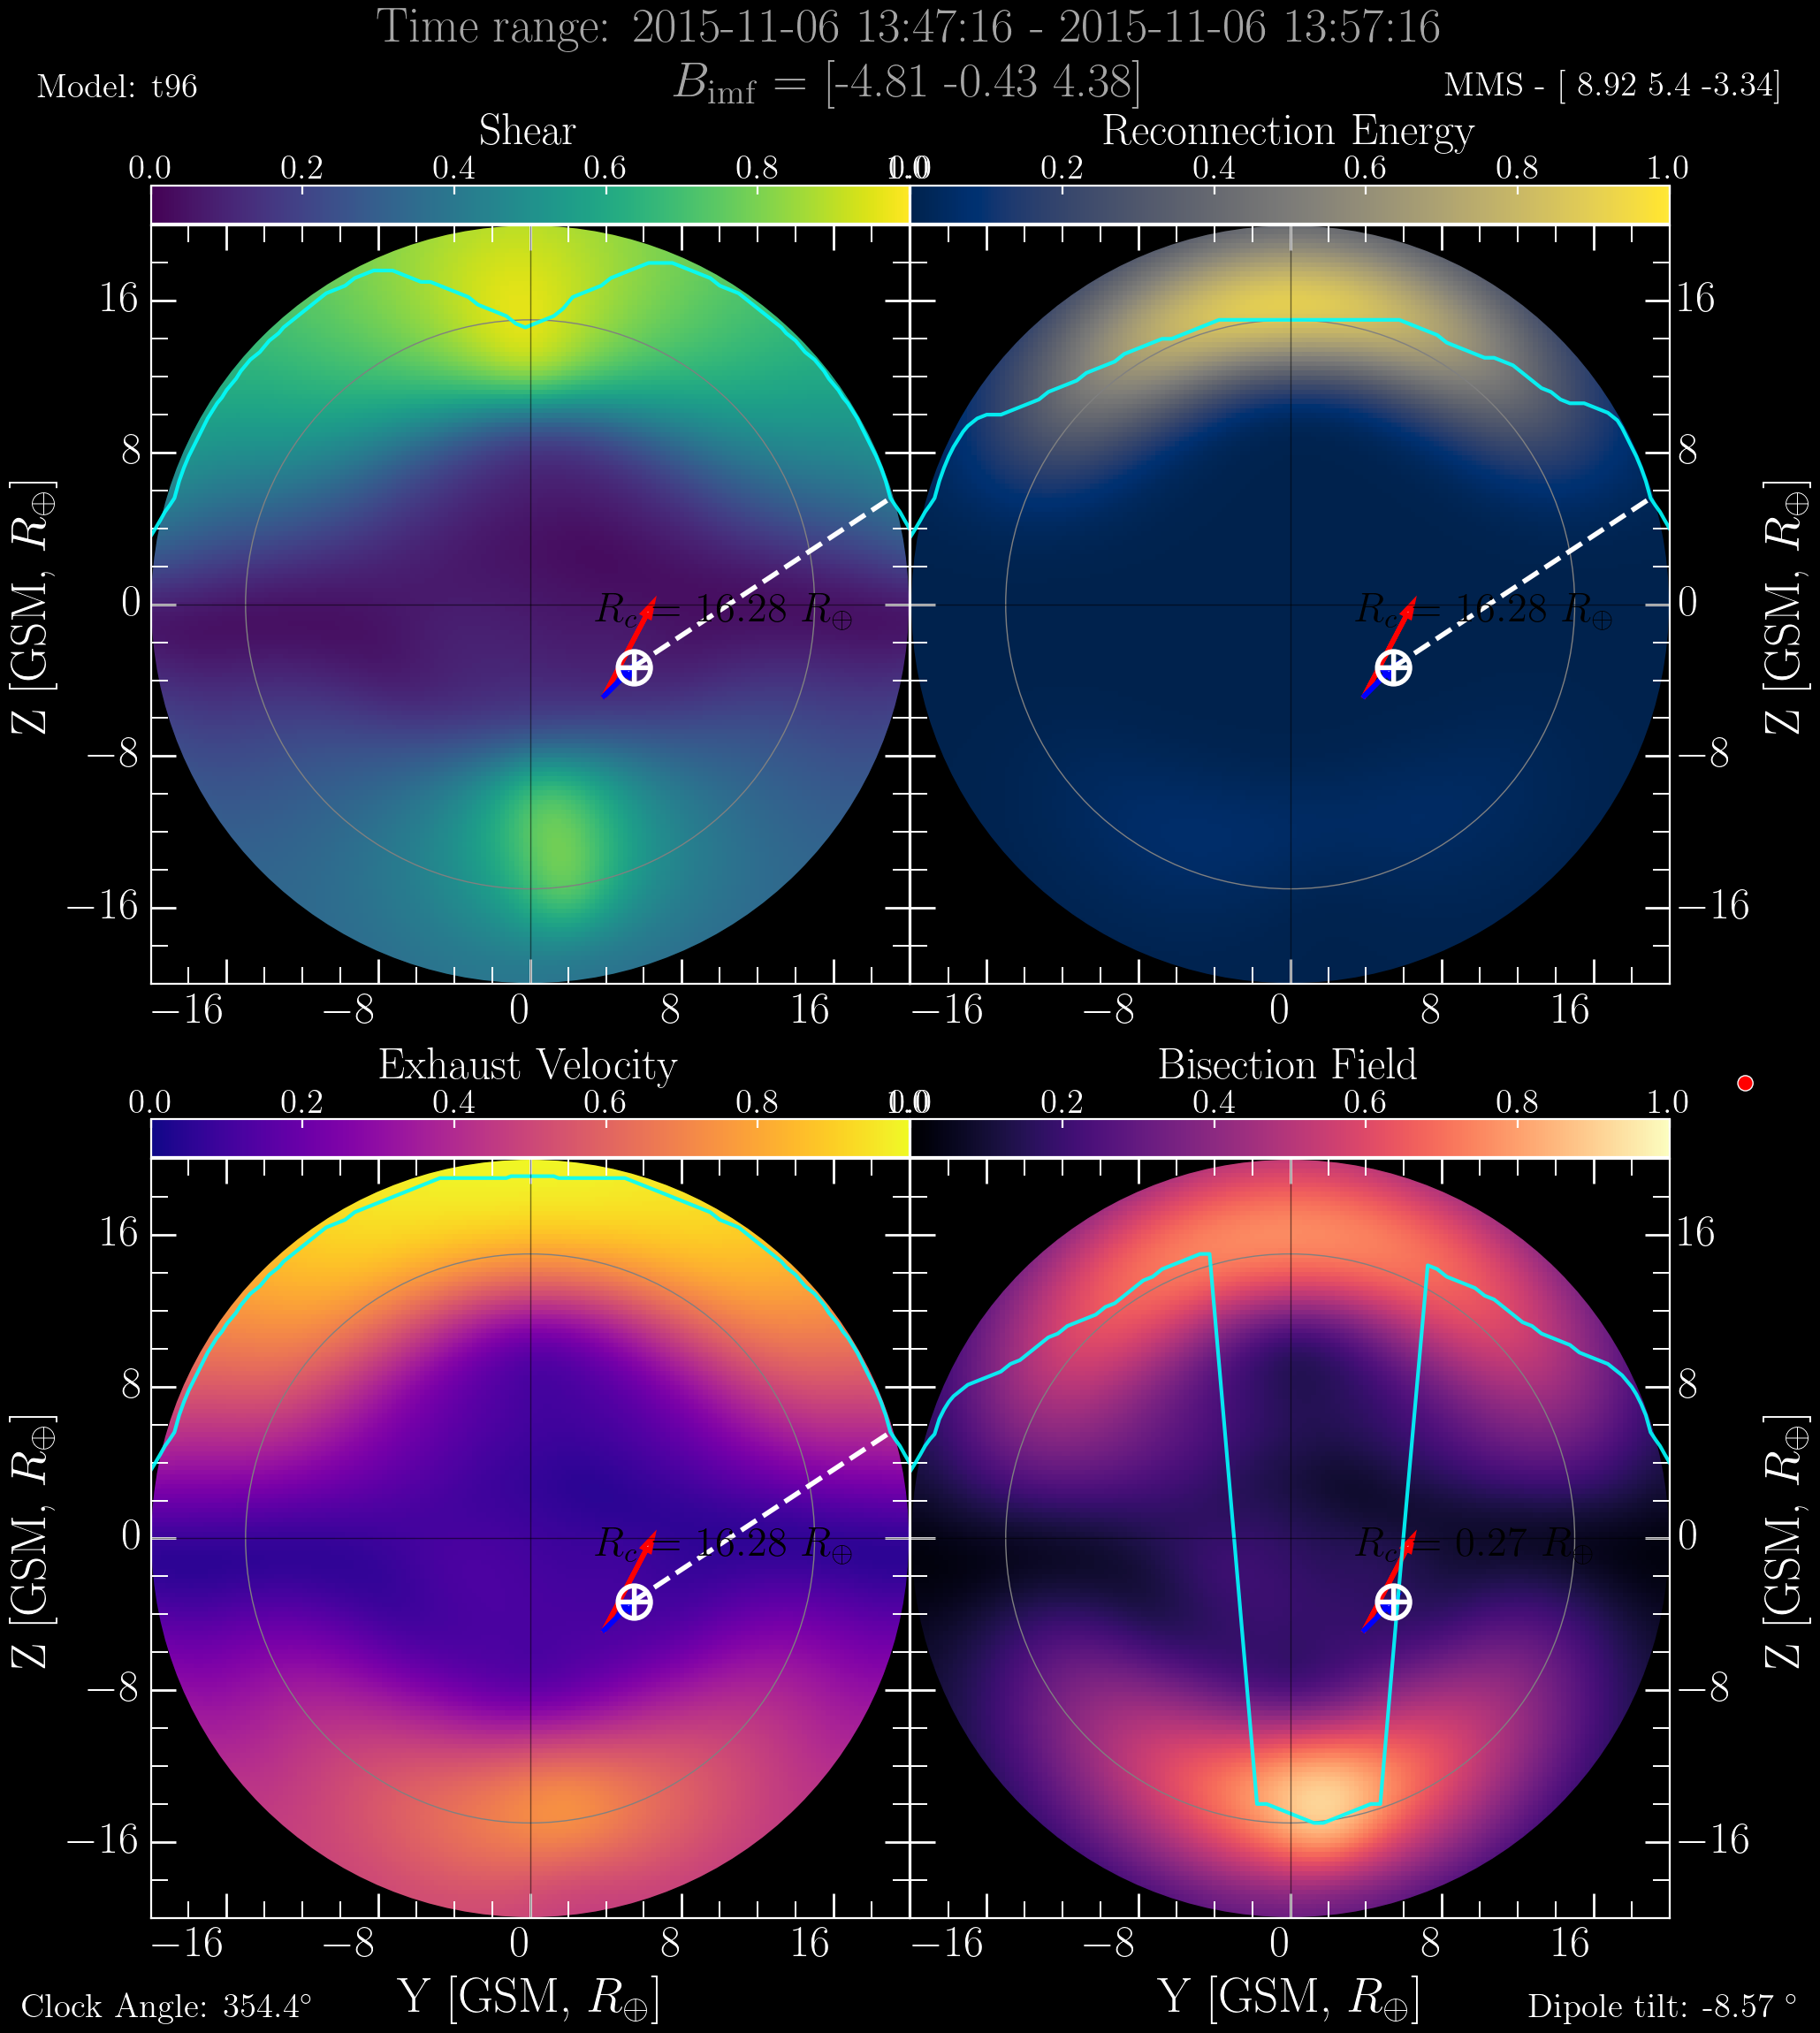 Time range: 2015-11-06 13:47:16 - 2015-11-06 13:57:16
Model: t96
B_imf = [-4.81 -0.43 4.38]
MMS - [ 8.92 5.4 -3.34]
Shear
Reconnection Energy
0.0 0.2 0.4 0.6 0.8 1.0
0.0 0.2 0.4 0.6 0.8 1.0
16
8
0
−8
−16
Z [GSM, R⊕]
R_c = 16.28 R⊕
R_c = 16.28 R⊕
16
8
0
−8
−16
Z [GSM, R⊕]
−16 −8 0 8 16
−16 −8 0 8 16
Exhaust Velocity
Bisection Field
0.0 0.2 0.4 0.6 0.8 1.0
0.0 0.2 0.4 0.6 0.8 1.0
16
8
0
−8
−16
Z [GSM, R⊕]
R_c = 16.28 R⊕
R_c = 0.27 R⊕
16
8
0
−8
−16
Z [GSM, R⊕]
−16 −8 0 8 16
−16 −8 0 8 16
Y [GSM, R⊕]
Y [GSM, R⊕]
Clock Angle: 354.4°
Dipole tilt: -8.57 °